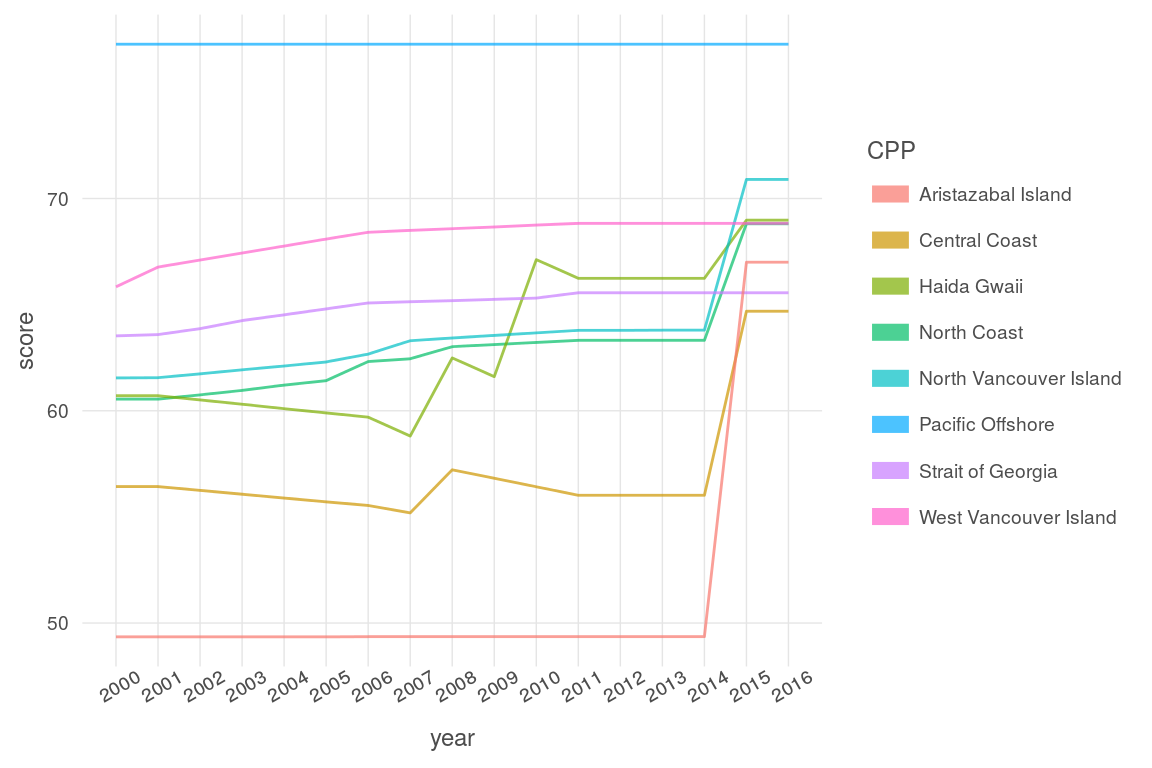 score
70
60
50
2000
2001
2002
2003
2004
2005
2006
2007
2008
2009
2010
2011
2012
2013
2014
2015
2016
year
CPP
Aristazabal Island
Central Coast
Haida Gwaii
North Coast
North Vancouver Island
Pacific Offshore
Strait of Georgia
West Vancouver Island